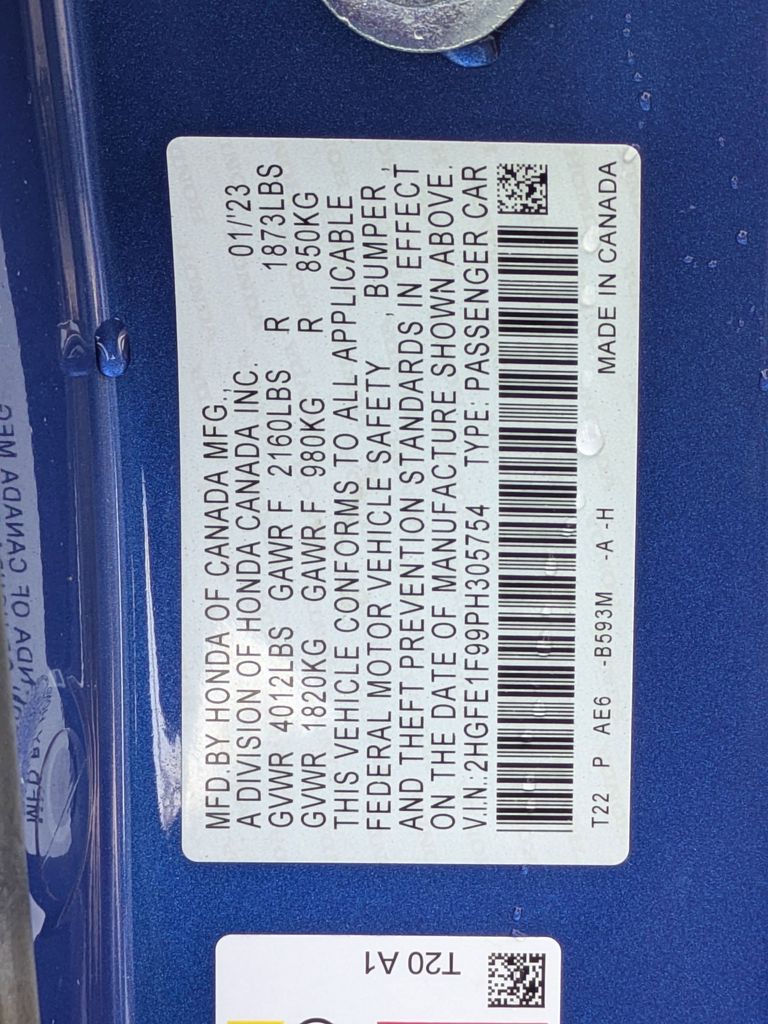 MFD.BY HONDA OF CANADA MFG., 01/'23
A DIVISION OF HONDA CANADA INC.
GVWR 4012LBS GAWR F 2160LBS R 1873LBS
GVWR 1820KG GAWR F 980KG R 850KG
THIS VEHICLE CONFORMS TO ALL APPLICABLE
FEDERAL MOTOR VEHICLE SAFETY , BUMPER ,
AND THEFT PREVENTION STANDARDS IN EFFECT
ON THE DATE OF MANUFACTURE SHOWN ABOVE.
V.I.N.:2HGFE1F99PH305754 TYPE: PASSENGER CAR
T22 P AE6 -B593M -A -H MADE IN CANADA
T20 A1